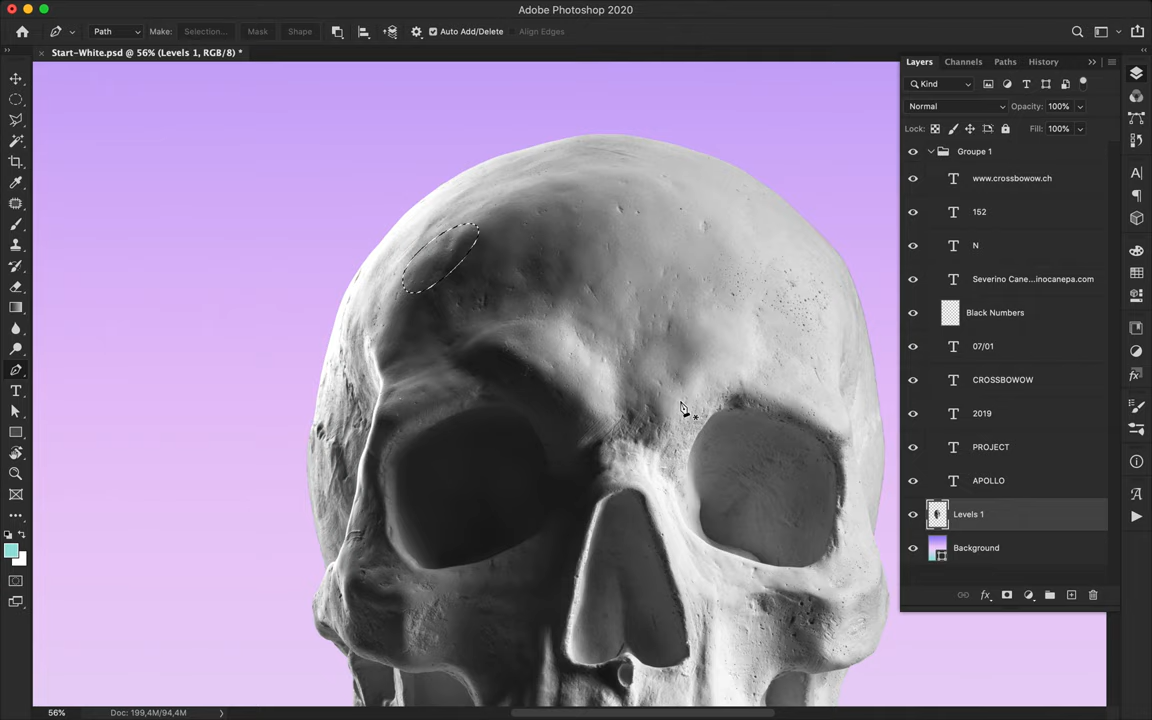 Adobe Photoshop 2020
Path Make: Selection... Mask Shape Auto Add/Delete Align Edges
Start-White.psd @ 56% (Levels 1, RGB/8) *
Layers Channels Paths History
Kind
Normal Opacity: 100%
Lock: Fill: 100%
Groupe 1
www.crossbowow.ch
152
N
Severino Cane...inocanepa.com
Black Numbers
07/01
CROSSBOWOW
2019
PROJECT
APOLLO
Levels 1
Background
fx
56% Doc: 199,4M/94,4M